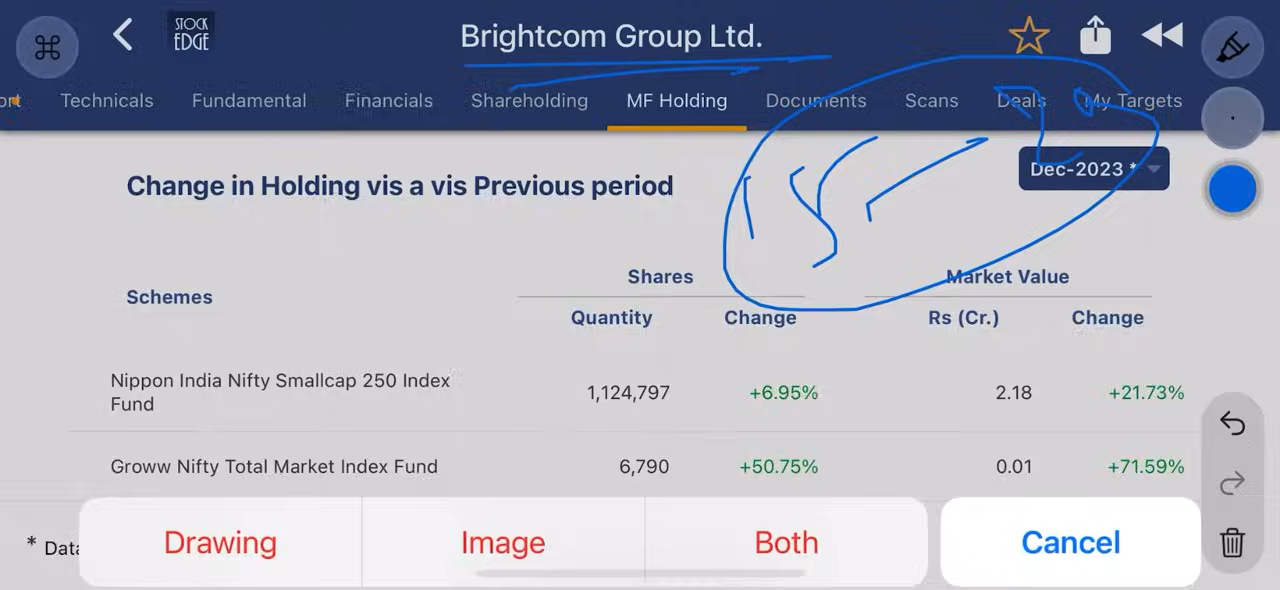 STOCK EDGE
Brightcom Group Ltd.
Technicals Fundamental Financials Shareholding MF Holding Documents Scans Deals My Targets
Change in Holding vis a vis Previous period
Dec-2023 *
Schemes
Shares
Market Value
Quantity Change Rs (Cr.) Change
Nippon India Nifty Smallcap 250 Index
Fund
1,124,797 +6.95% 2.18 +21.73%
Groww Nifty Total Market Index Fund 6,790 +50.75% 0.01 +71.59%
* Data
Drawing Image Both Cancel